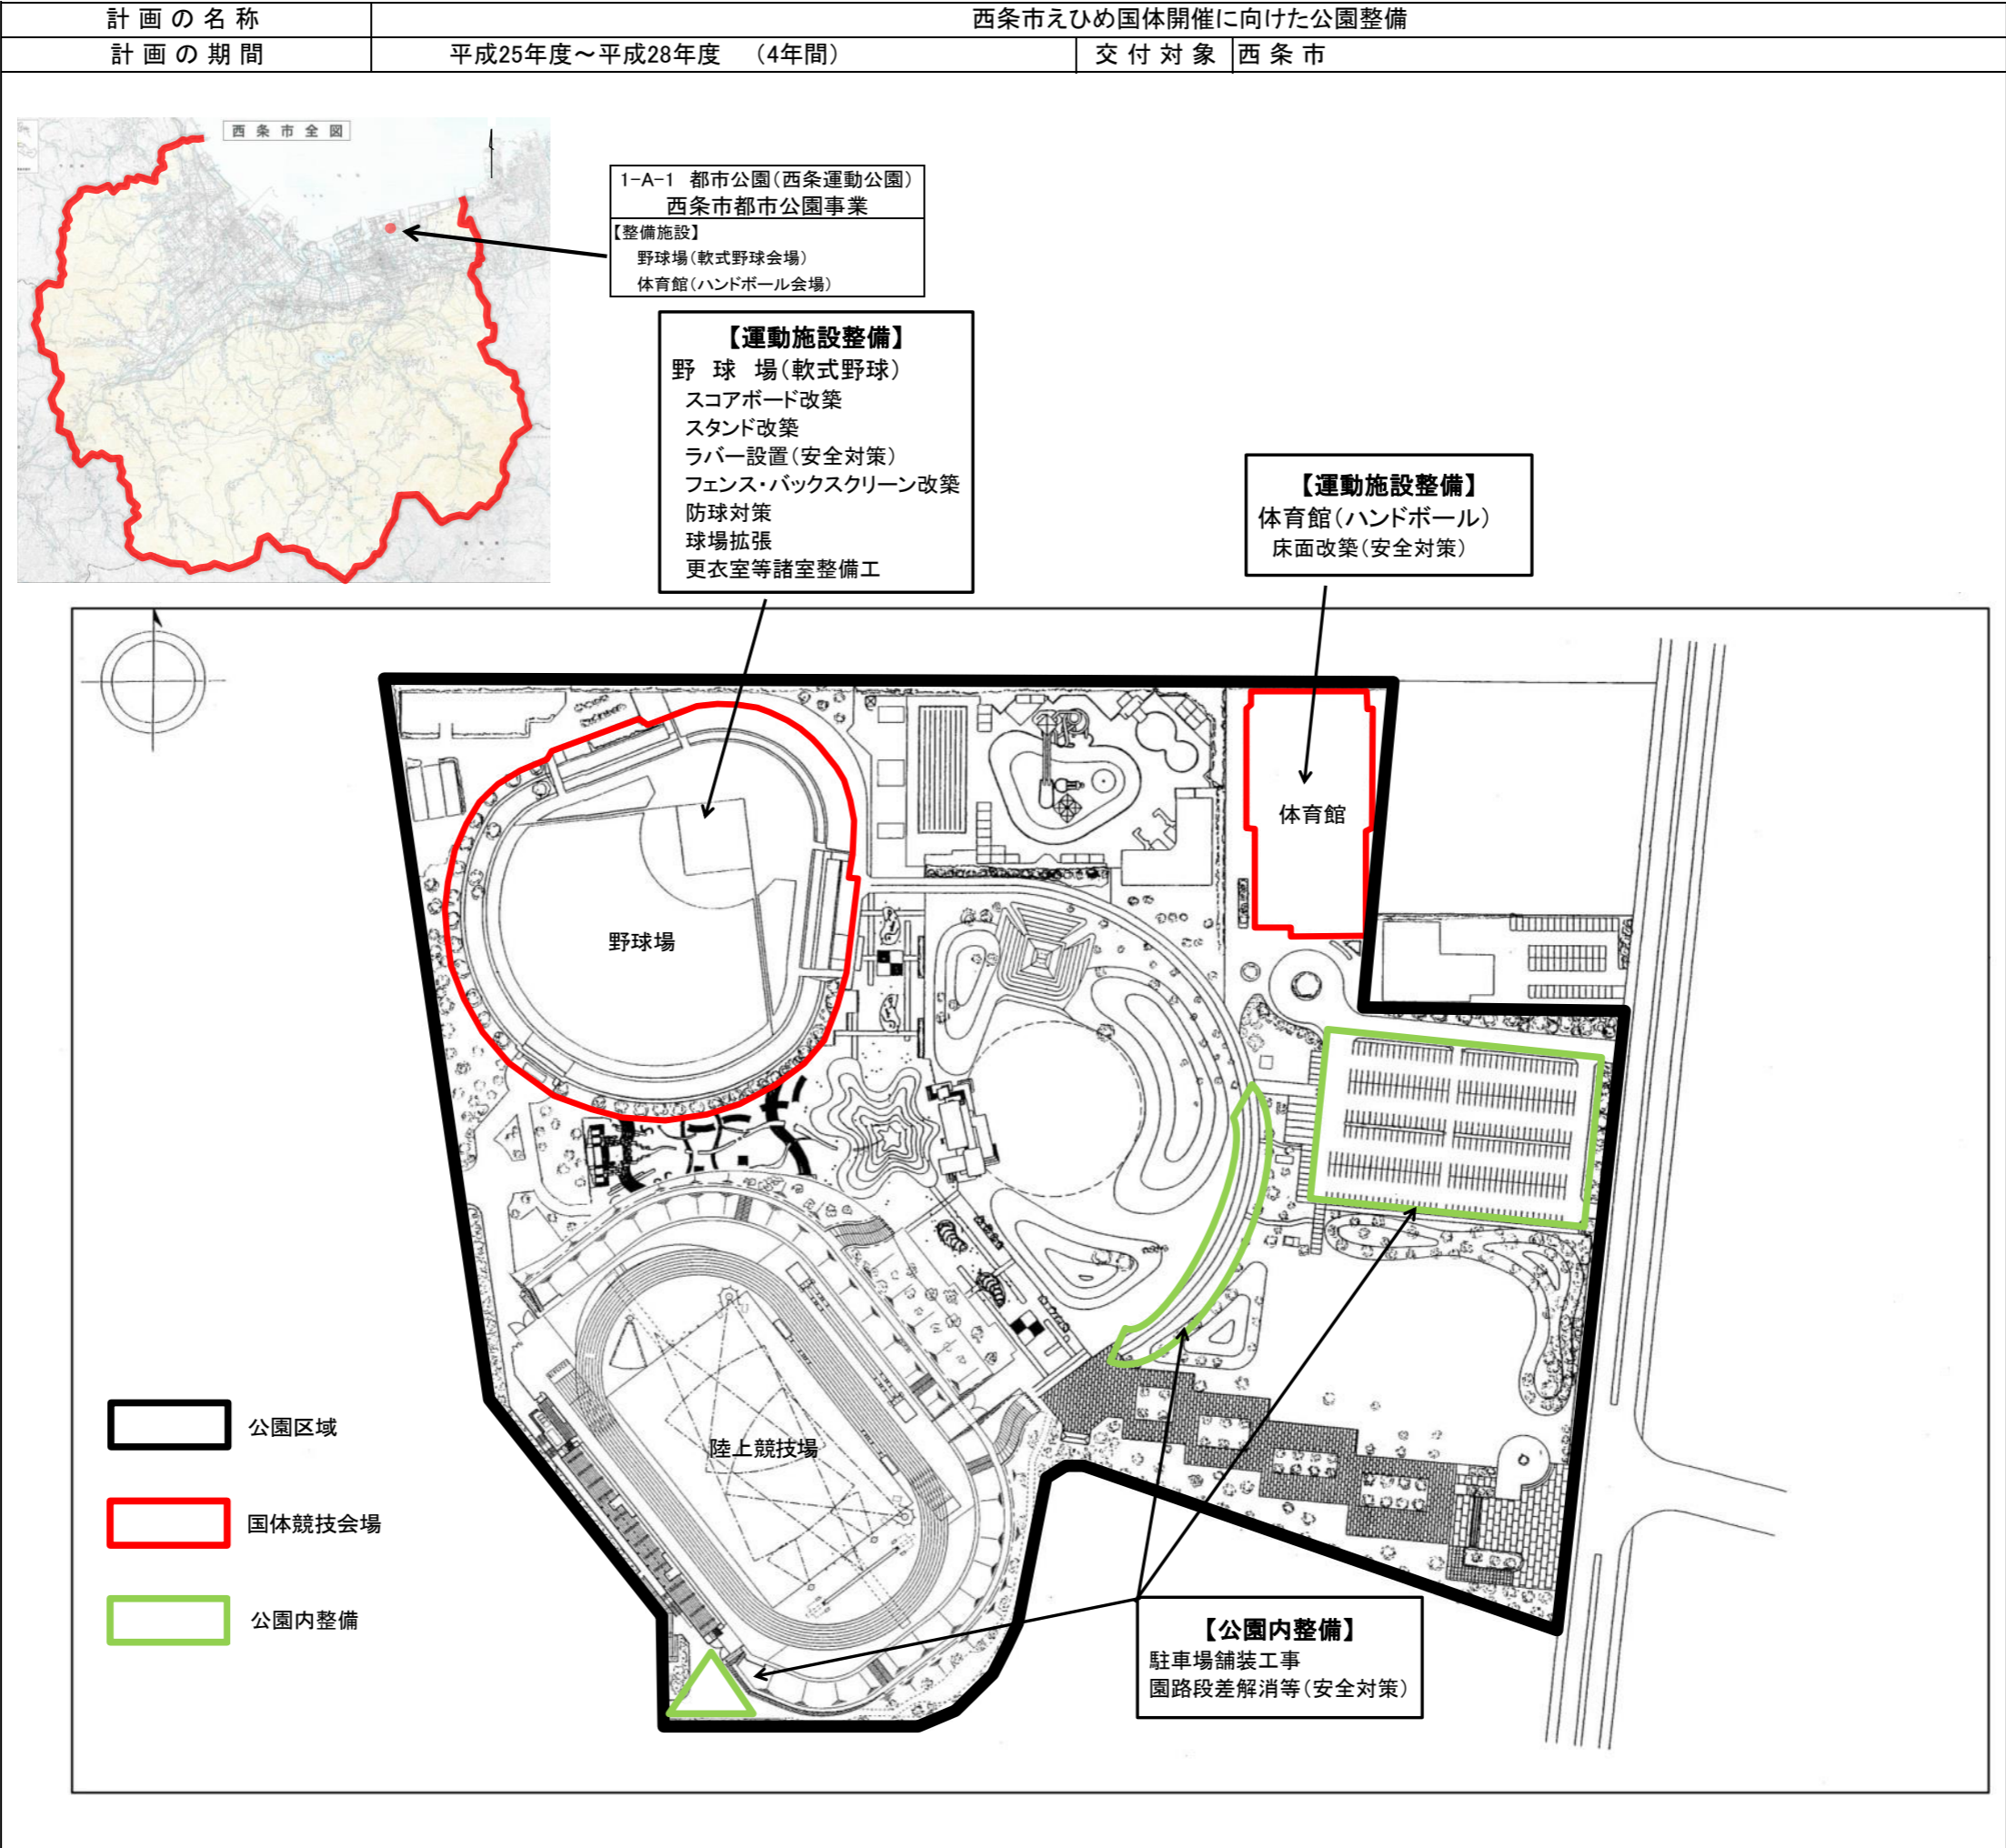 計画の名称 西条市えひめ国体開催に向けた公園整備
計画の期間 平成25年度～平成28年度 （4年間） 交付対象 西条市
西条市全図
1-A-1 都市公園（西条運動公園）
西条市都市公園事業
【整備施設】
野球場（軟式野球会場）
体育館（ハンドボール会場）
【運動施設整備】
野球場（軟式野球）
スコアボード改築
スタンド改築
ラバー設置（安全対策）
フェンス・バックスクリーン改築
防球対策
球場拡張
更衣室等諸室整備工
【運動施設整備】
体育館（ハンドボール）
床面改築（安全対策）
体育館
野球場
陸上競技場
公園区域
国体競技会場
公園内整備
【公園内整備】
駐車場舗装工事
園路段差解消等（安全対策）